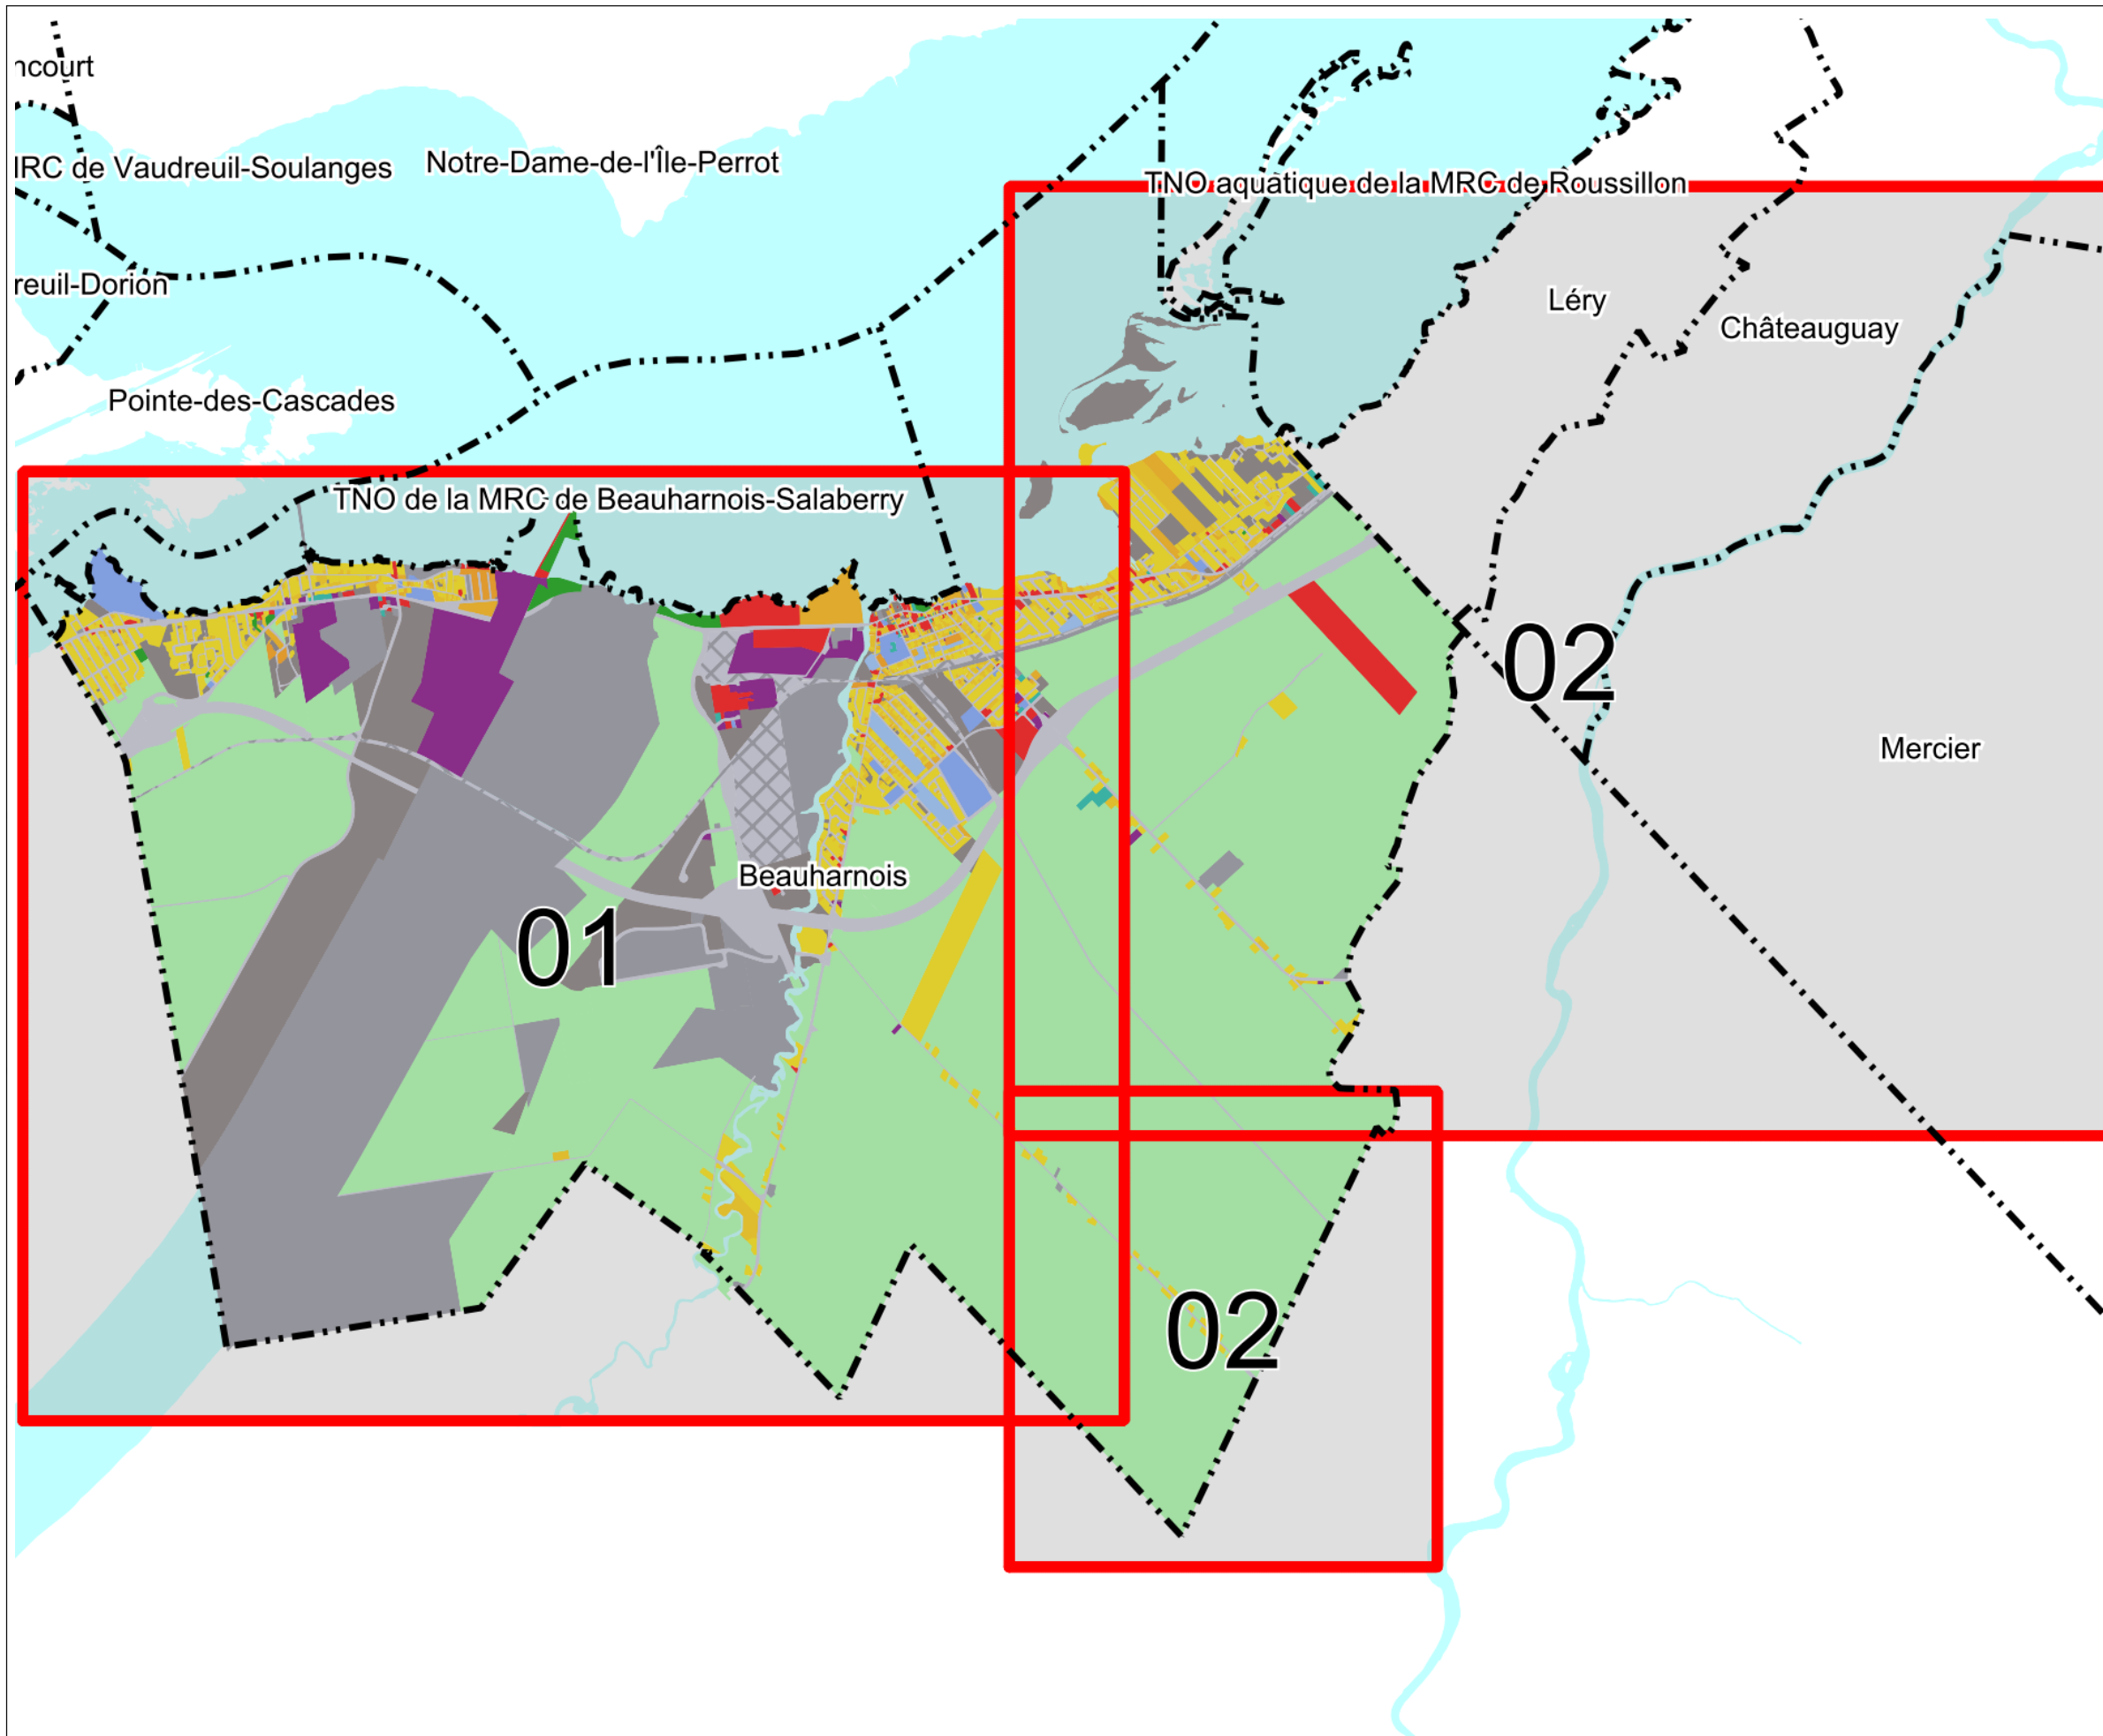 ncourt
MRC de Vaudreuil-Soulanges
Notre-Dame-de-l'Île-Perrot
TNO aquatique de la MRC de Roussillon
reuil-Dorion
Léry
Châteauguay
Pointe-des-Cascades
TNO de la MRC de Beauharnois-Salaberry
02
Mercier
Beauharnois
01
02